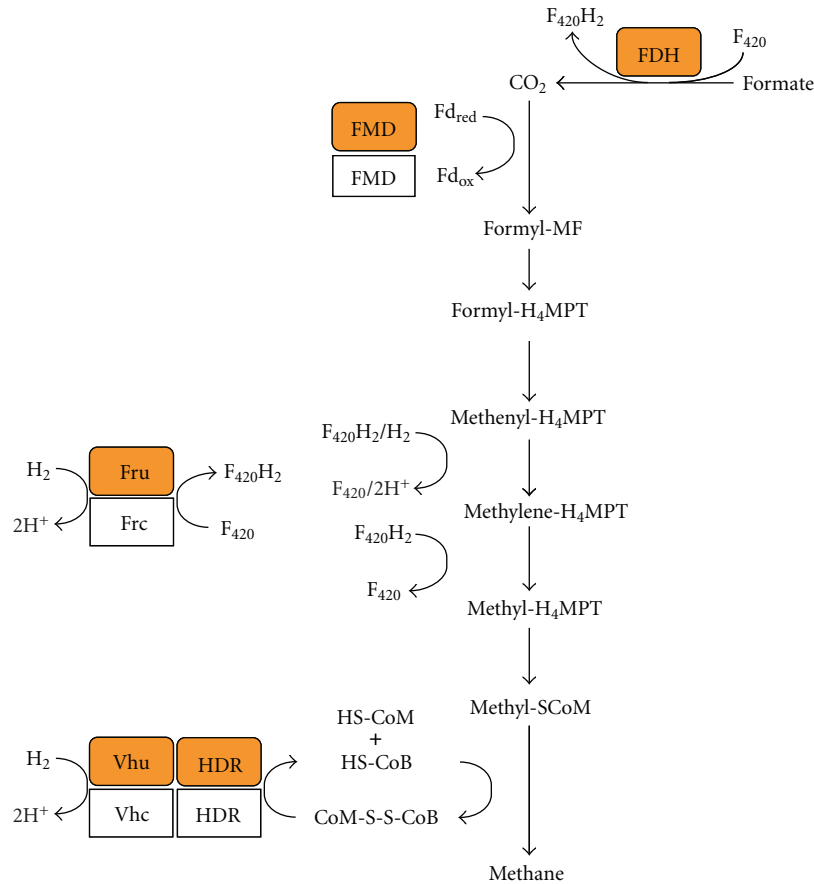 F₄₂₀H₂
FDH
F₄₂₀
CO₂
Formate
FMD
Fd_red
FMD
Fd_ox
Formyl-MF
Formyl-H₄MPT
Methenyl-H₄MPT
F₄₂₀H₂/H₂
F₄₂₀/2H⁺
H₂
Fru
F₄₂₀H₂
2H⁺
Frc
F₄₂₀
Methylene-H₄MPT
F₄₂₀H₂
F₄₂₀
Methyl-H₄MPT
Methyl-SCoM
HS-CoM
+
HS-CoB
H₂
Vhu
HDR
2H⁺
Vhc
HDR
CoM-S-S-CoB
Methane